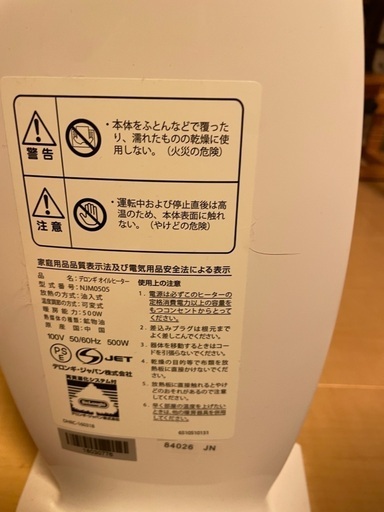 警告
・本体をふとんなどで覆った
り、濡れたものの乾燥に使
用しない。（火災の危険）
注意
・運転中および停止直後は高
温のため、本体表面に触れ
ない。（やけどの危険）
家庭用品品質表示法及び電気用品安全法による表示
品名：デロンギ オイルヒーター
型式番号：NJM0505
放熱の方式：油入式
温度調節の方式：可変式
暖房能力：500W
熱媒体の種類：鉱物油
原産国：中国
100V 50/60Hz 500W
PSE
JET
デロンギ・ジャパン株式会社
使用上の注意
1. 電源は必ずこのヒーターの
定格消費電力以上の容量を
もつコンセントからとって
ください。
2. 差込みプラグは根元まで
よく差しこんでください。
3. 器体を移動するときはコー
ドを引張らないでください。
4. 乾燥の目的等で布類を放
熱板にかけないでください。
5. 放熱板に直接触れるとやけ
どのおそれがあるので注意
してください。
84026 JN